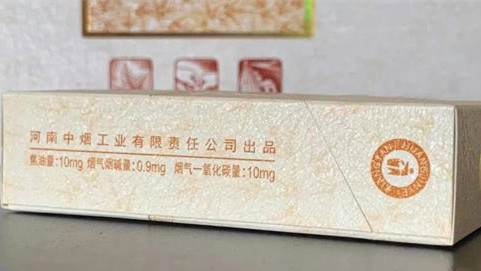 河南中烟工业有限责任公司出品
焦油量:10mg 烟气烟碱量:0.9mg 烟气一氧化碳量:10mg